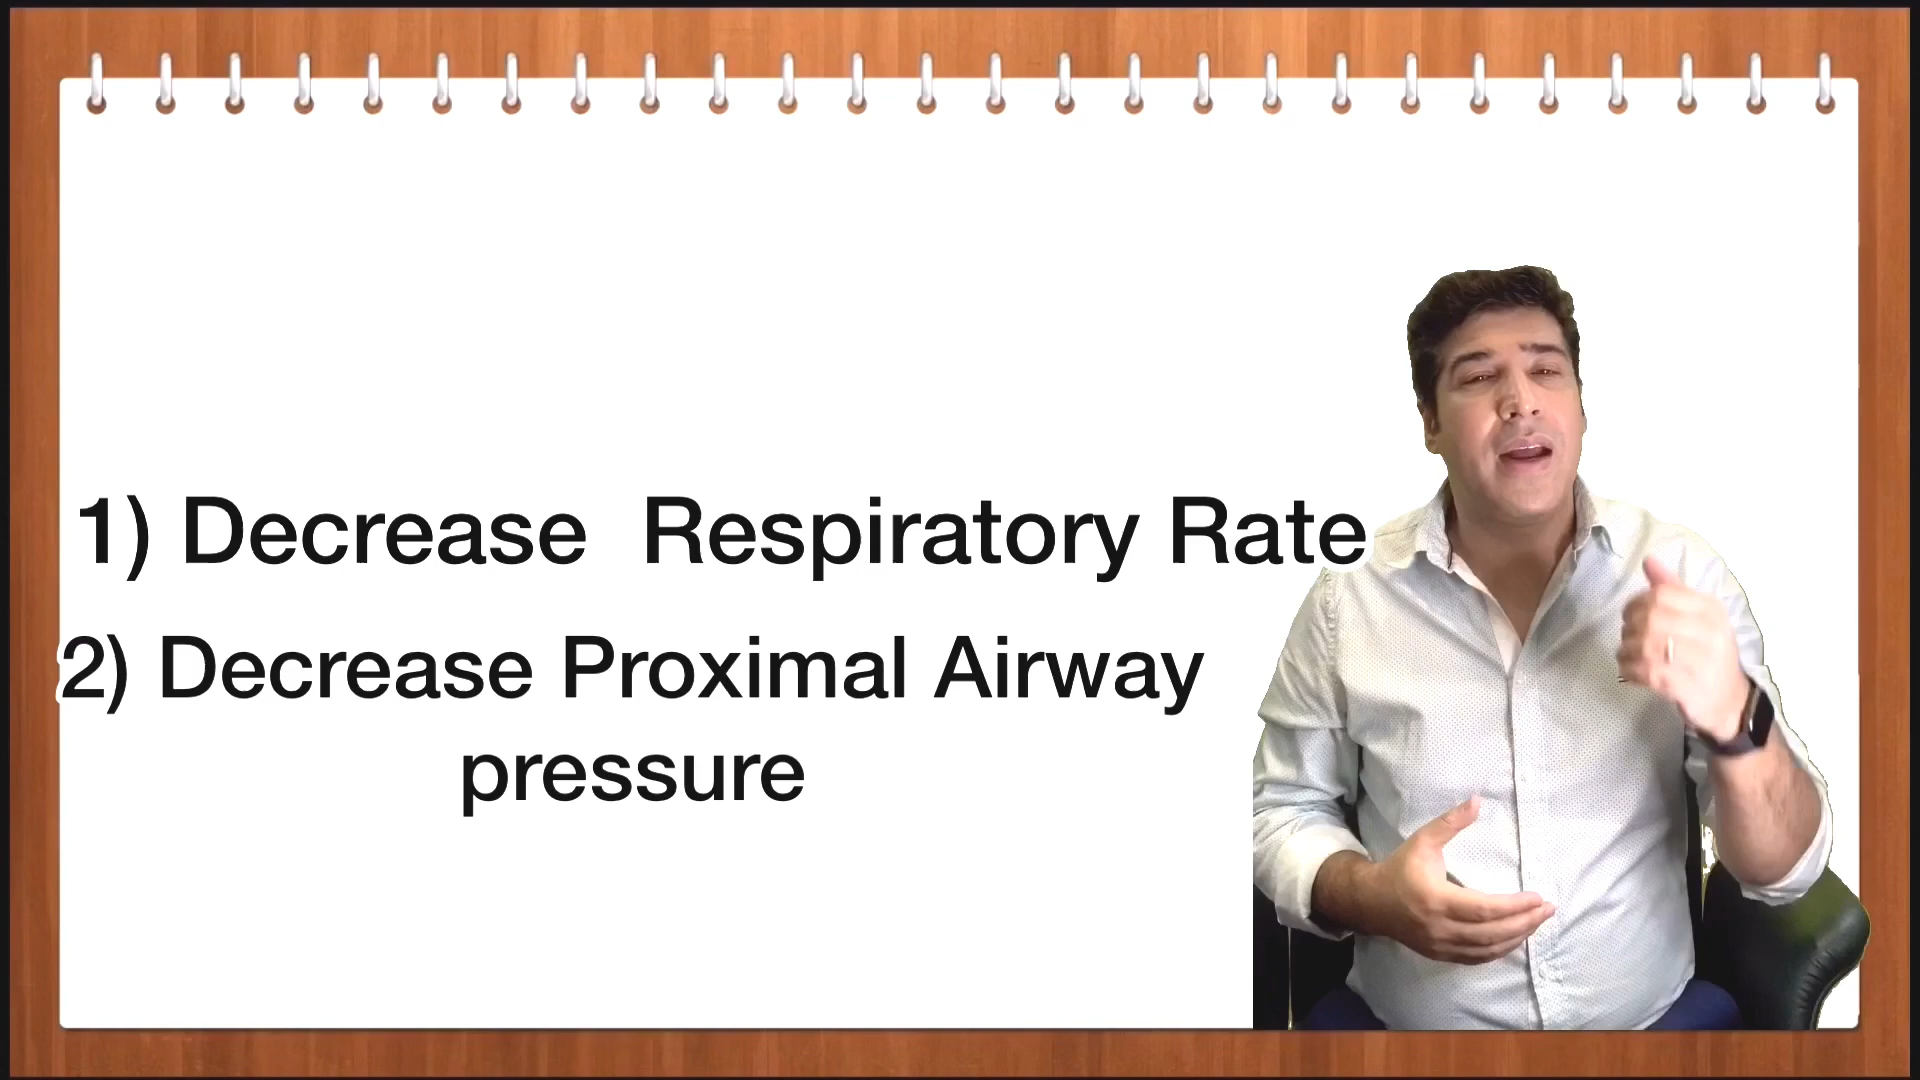 1) Decrease  Respiratory Rate
2) Decrease Proximal Airway
pressure